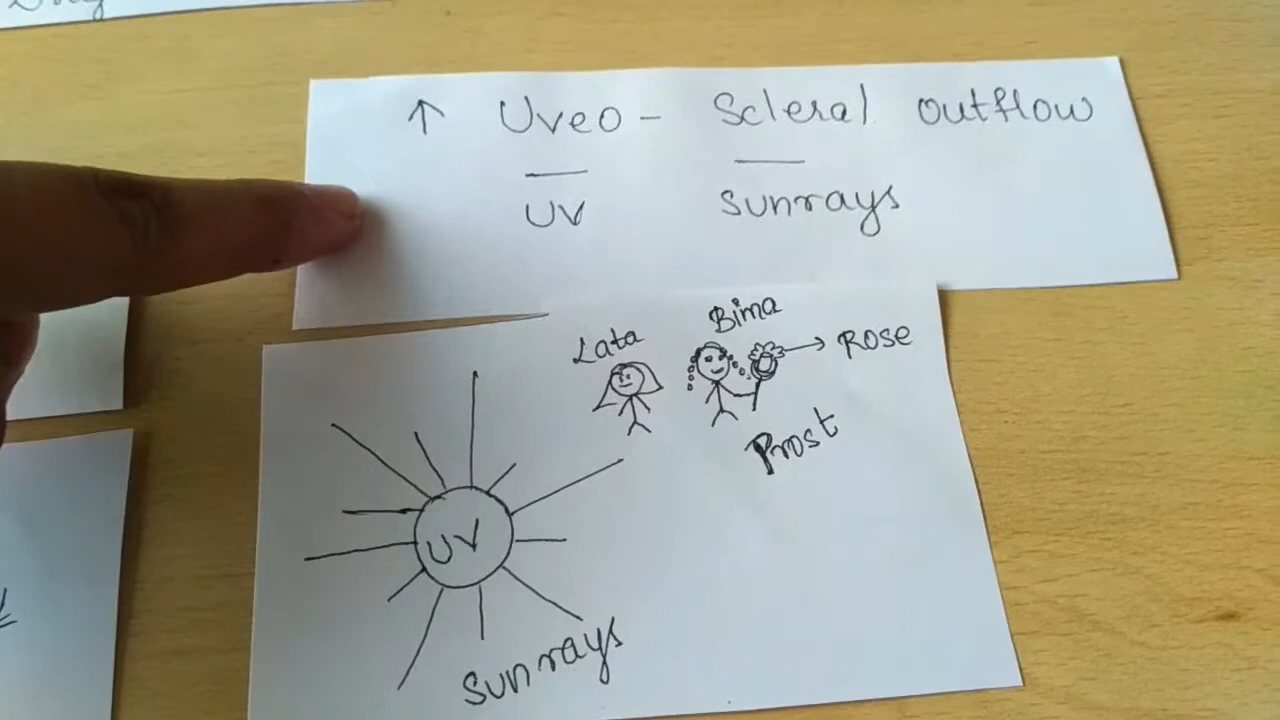 ↑ Uveo - Scleral outflow
UV sunrays
Lata
Bima
→ ROSE
Prost
UV
Sunrays